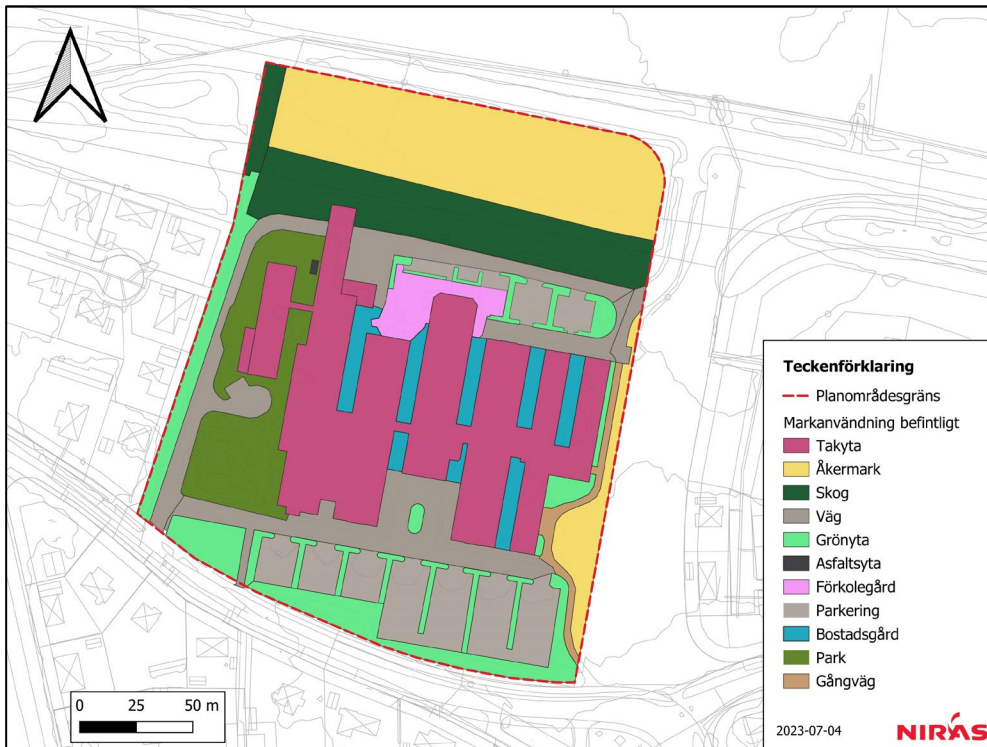 Teckenförklaring
Planområdesgräns
Markanvändning befintligt
Takyta
Åkermark
Skog
Väg
Grönyta
Asfaltsyta
Förkolegård
Parkering
Bostadsgård
Park
Gångväg
0 25 50 m
2023-07-04 NIRÁS